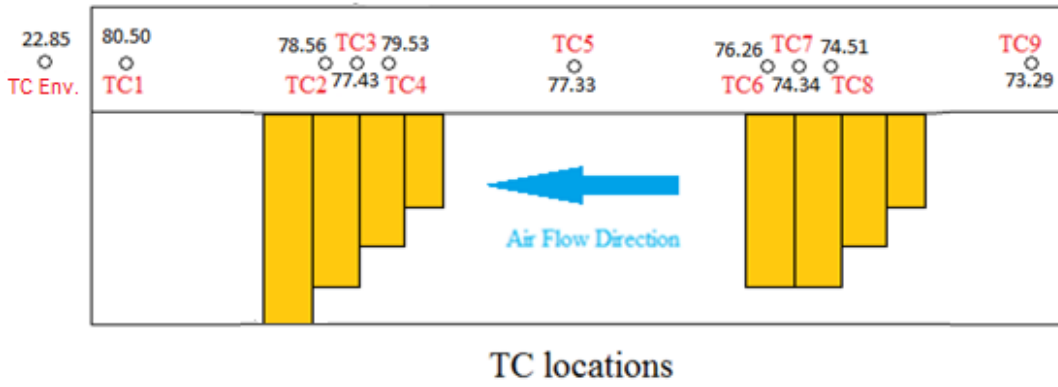 22.85
TC Env.
80.50
TC1
78.56 TC3 79.53
TC2 77.43 TC4
TC5
77.33
76.26 TC7 74.51
TC6 74.34 TC8
TC9
73.29
Air Flow Direction
TC locations